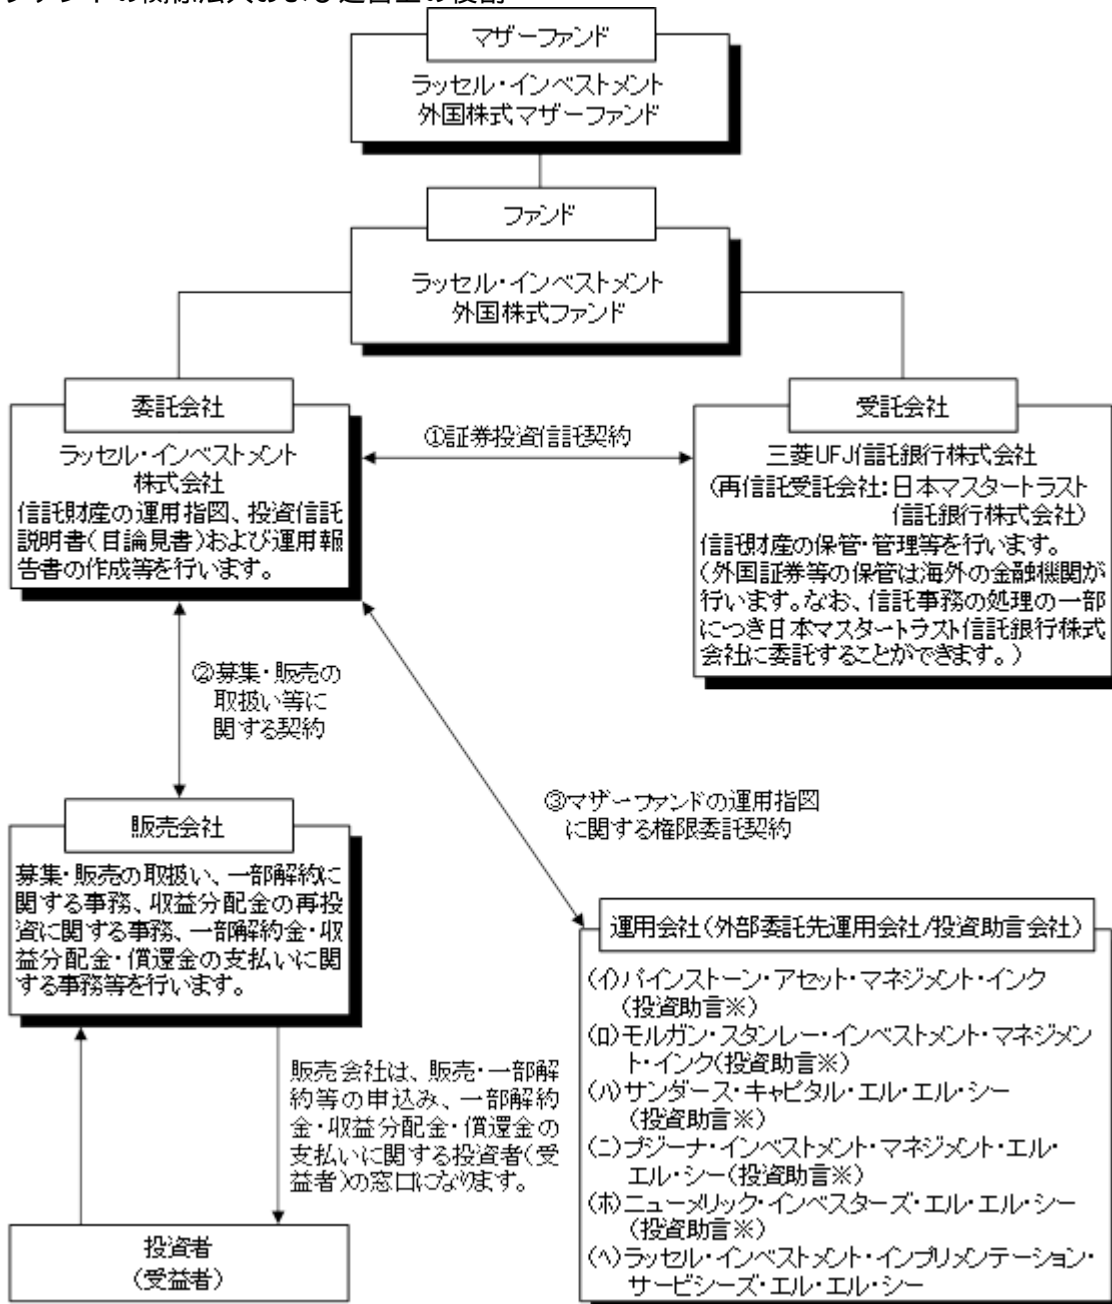 マザーファンド
ラッセル・インベストメント
外国株式マザーファンド
ファンド
ラッセル・インベストメント
外国株式ファンド
委託会社
ラッセル・インベストメント
株式会社
信託財産の運用指図、投資信託
説明書(目論見書)および運用報
告書の作成等を行います。
①証券投資信託契約
受託会社
三菱UFJ信託銀行株式会社
(再信託受託会社:日本マスタートラスト
信託銀行株式会社)
信託財産の保管・管理等を行います。
(外国証券等の保管は海外の金融機関が
行います。なお、信託事務の処理の一部
につき日本マスタートラスト信託銀行株式
会社に委託することができます。)
②募集・販売の
取扱い等に
関する契約
③マザーファンドの運用指図
に関する権限委託契約
販売会社
募集・販売の取扱い、一部解約に
関する事務、収益分配金の再投
資に関する事務、一部解約金・収
益分配金・償還金の支払いに関
する事務等を行います。
販売会社は、販売・一部解
約等の申込み、一部解約
金・収益分配金・償還金の
支払いに関する投資者(受
益者)の窓口になります。
投資者
(受益者)
運用会社(外部委託先運用会社/投資助言会社)
(イ)パインストーン・アセット・マネジメント・インク
(投資助言※)
(ロ)モルガン・スタンレー・インベストメント・マネジメン
ト・インク(投資助言※)
(ハ)サンダース・キャピタル・エル・エル・シー
(投資助言※)
(ニ)プジーナ・インベストメント・マネジメント・エル・
エル・シー(投資助言※)
(ホ)ニューメリック・インベスターズ・エル・エル・シー
(投資助言※)
(ヘ)ラッセル・インベストメント・インプリメンテーション・
サービシーズ・エル・エル・シー